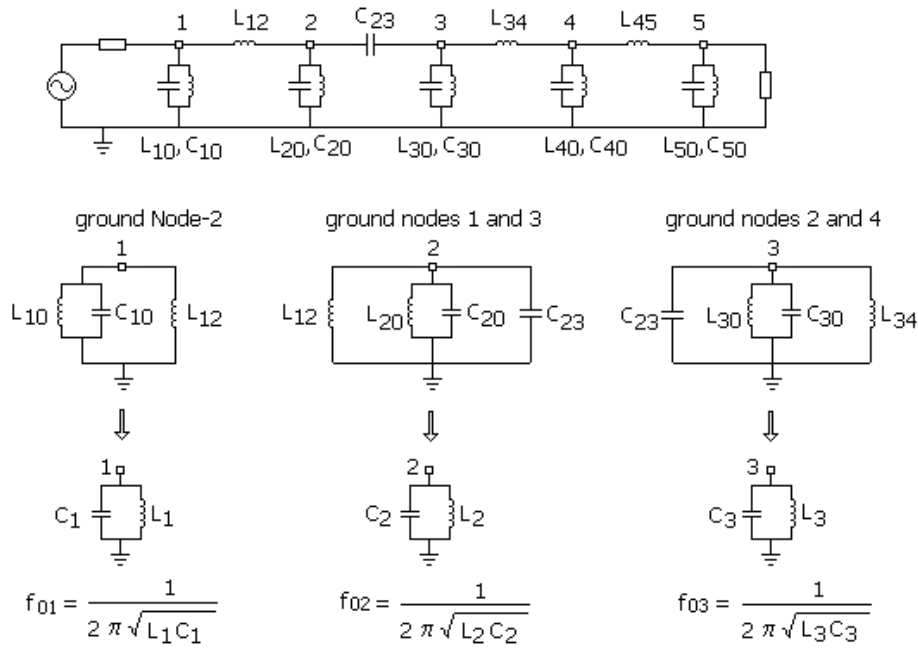 1 L12 2 C23 3 L34 4 L45 5
L10, C10 L20, C20 L30, C30 L40, C40 L50, C50
ground Node-2 ground nodes 1 and 3 ground nodes 2 and 4
1 2 3
L10 C10 L12 L12 L20 C20 C23 C23 L30 C30 L34
1 2 3
C1 L1 C2 L2 C3 L3
f01 = 1 / 2 π √L1C1 f02 = 1 / 2 π √L2C2 f03 = 1 / 2 π √L3C3